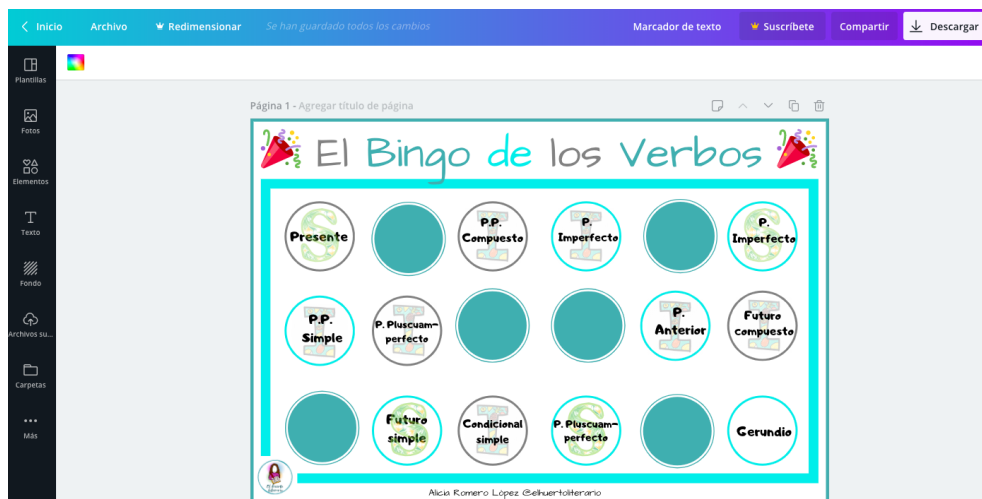 Inicio Archivo Redimensionar Se han guardado todos los cambios Marcador de texto Suscríbete Compartir Descargar
Plantillas
Fotos
Elementos
Texto
Fondo
Archivos su...
Carpetas
Más
Página 1 - Agregar título de página
El Bingo de los Verbos
S
Presente
I
P.P.
Compuesto
I
P.
Imperfecto
S
P.
Imperfecto
I
P.P.
Simple
I
P. Pluscuam-
perfecto
I
P.
Anterior
I
Futuro
compuesto
S
Futuro
simple
I
Condicional
simple
S
P. Pluscuam-
perfecto
Gerundio
Alicia Romero López @elhuertoliterario